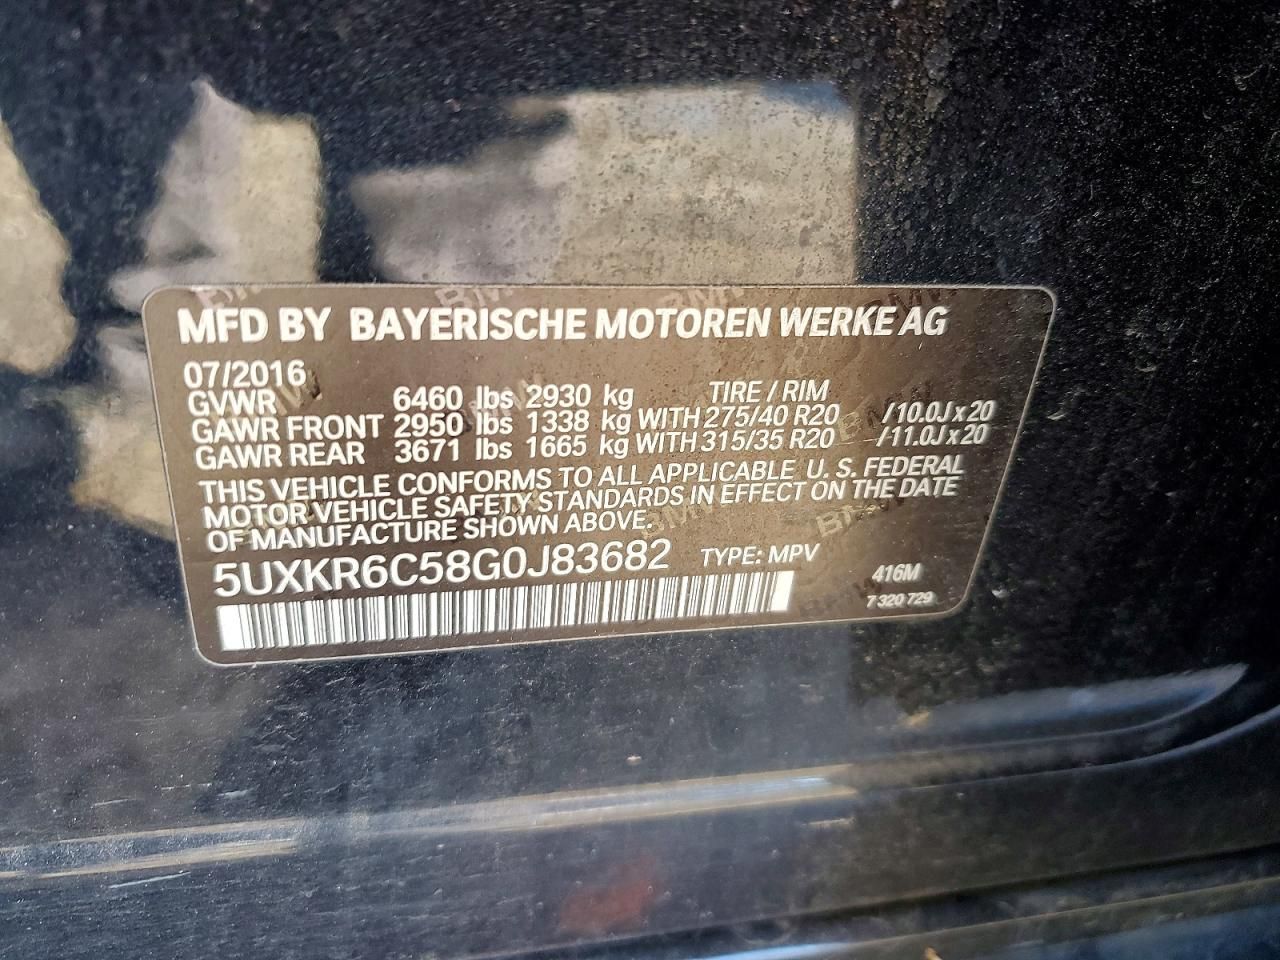 MFD BY BAYERISCHE MOTOREN WERKE AG
07/2016
GVWR 6460 lbs 2930 kg TIRE / RIM
GAWR FRONT 2950 lbs 1338 kg WITH 275/40 R20 /10.0J x 20
GAWR REAR 3671 lbs 1665 kg WITH 315/35 R20 /11.0J x 20
THIS VEHICLE CONFORMS TO ALL APPLICABLE U. S. FEDERAL
MOTOR VEHICLE SAFETY STANDARDS IN EFFECT ON THE DATE
OF MANUFACTURE SHOWN ABOVE.
5UXKR6C58G0J83682 TYPE: MPV
416M
7 320 729